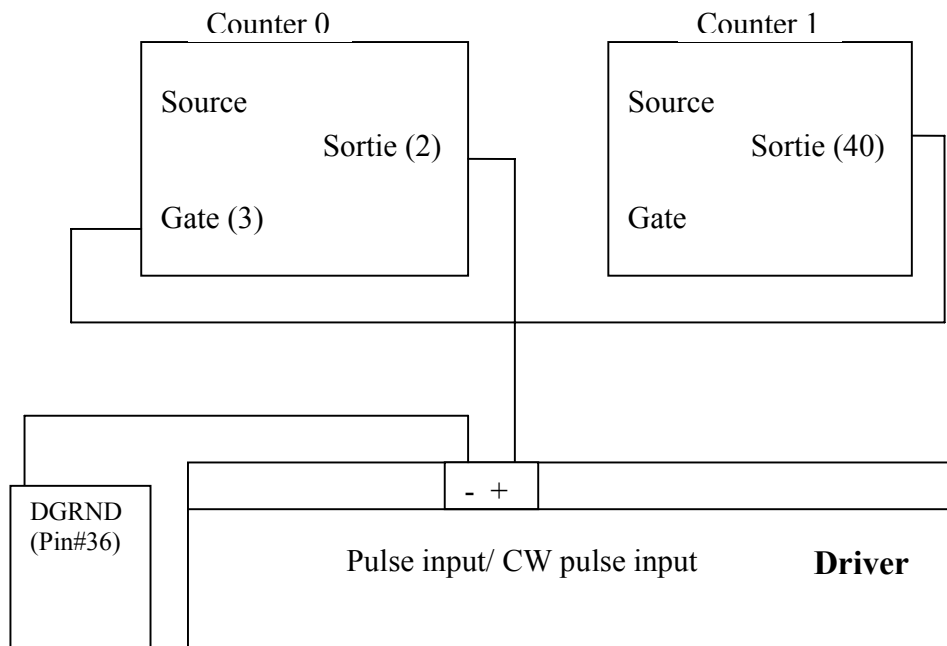 Counter 0
Source
Sortie (2)
Gate (3)
Counter 1
Source
Sortie (40)
Gate
- +
DGRND
(Pin#36)
Pulse input/ CW pulse input
Driver